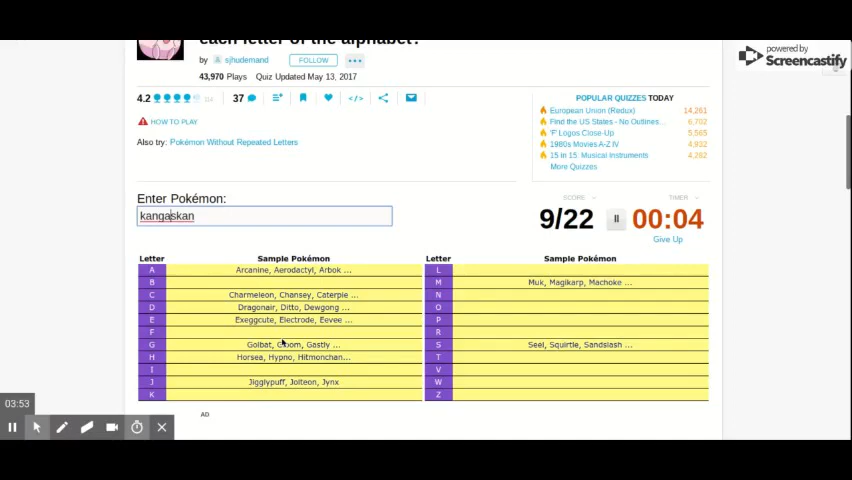 each letter of the alphabet?
powered by
Screencastify
by sjhudemand FOLLOW
43,970 Plays Quiz Updated May 13, 2017
4.2 37
HOW TO PLAY
Also try: Pokémon Without Repeated Letters
POPULAR QUIZZES TODAY
European Union (Redux) 14,261
Find the US States - No Outlines... 6,702
'F' Logos Close-Up 5,565
1980s Movies A-Z IV 4,932
15 in 15: Musical Instruments 4,282
More Quizzes
Enter Pokémon:
kangaskan
SCORE
9/22
TIMER
00:04
Give Up
Letter Sample Pokémon Letter Sample Pokémon
A Arcanine, Aerodactyl, Arbok ... L
B M Muk, Magikarp, Machoke ...
C Charmeleon, Chansey, Caterpie ... N
D Dragonair, Ditto, Dewgong ... O
E Exeggcute, Electrode, Eevee ... P
F R
G Golbat, Gloom, Gastly ... S Seel, Squirtle, Sandslash ...
H Horsea, Hypno, Hitmonchan... T
I V
J Jigglypuff, Jolteon, Jynx W
K Z
03:53
AD